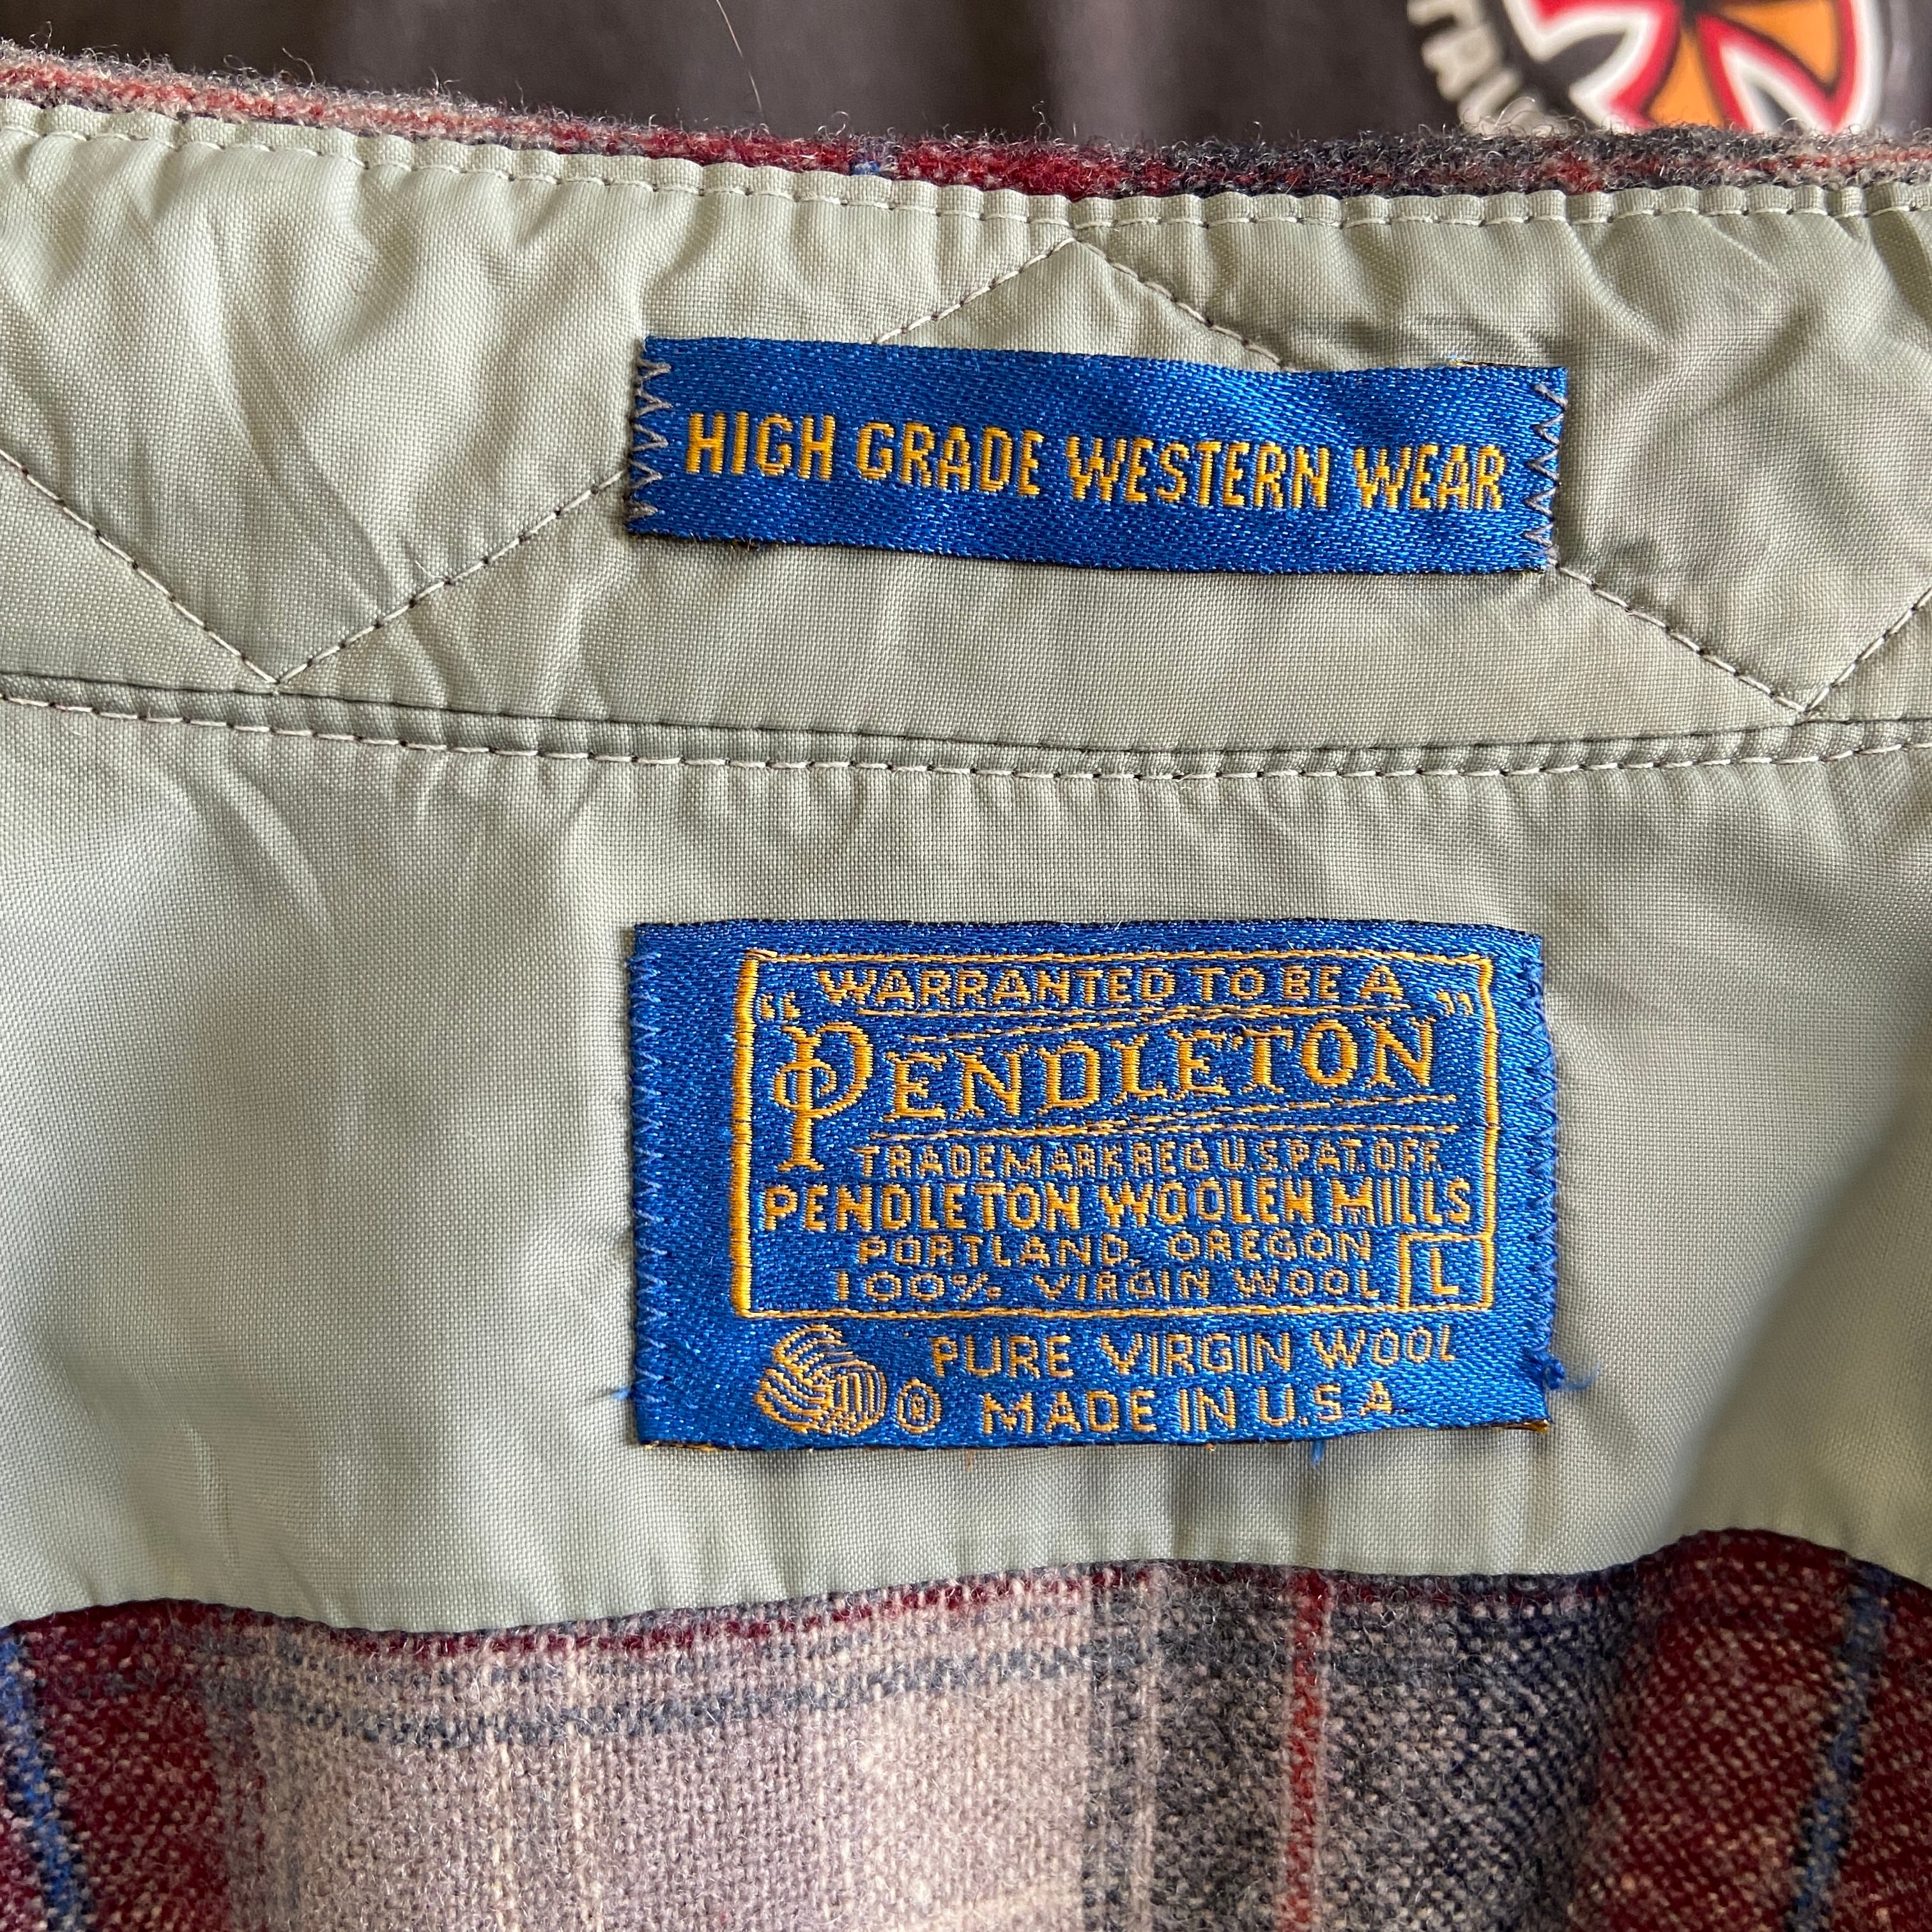 HIGH GRADE WESTERN WEAR
WARRANTED TO BE A
"PENDLETON"
TRADEMARK REG U.S. PAT. OFF.
PENDLETON WOOLEN MILLS
PORTLAND, OREGON
100% VIRGIN WOOL L
PURE VIRGIN WOOL
® MADE IN U.S.A